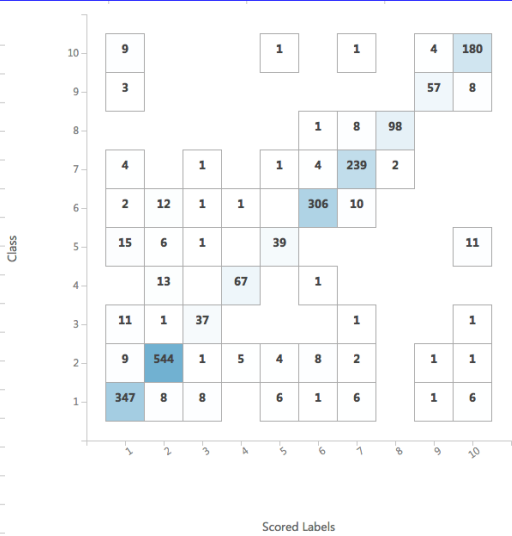 10 9 1 1 4 180
9 3 57 8
8 1 8 98
7 4 1 1 4 239 2
6 2 12 1 1 306 10
Class
5 15 6 1 39 11
4 13 67 1
3 11 1 37 1 1
2 9 544 1 5 4 8 2 1 1
1 347 8 8 6 1 6 1 6
1 2 3 4 5 6 7 8 9 10
Scored Labels